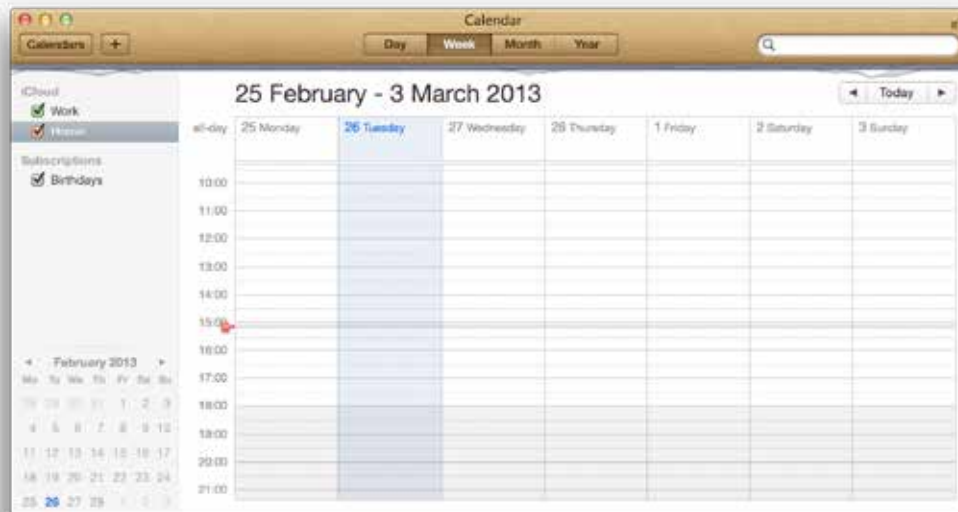 Calendar
Calendars +
Day Week Month Year
iCloud
Work
Home
Subscriptions
Birthdays
25 February - 3 March 2013
Today
all-day 25 Monday 26 Tuesday 27 Wednesday 28 Thursday 1 Friday 2 Saturday 3 Sunday
10:00
11:00
12:00
13:00
14:00
15:00
16:00
17:00
18:00
19:00
20:00
21:00
February 2013
Mo Tu We Th Fr Sa Su
28 29 30 31 1 2 3
4 5 6 7 8 9 10
11 12 13 14 15 16 17
18 19 20 21 22 23 24
25 26 27 28 1 2 3